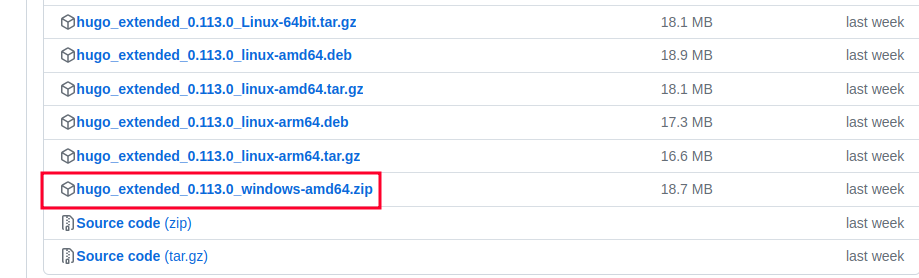 hugo_extended_0.113.0_Linux-64bit.tar.gz 18.1 MB last week
hugo_extended_0.113.0_linux-amd64.deb 18.9 MB last week
hugo_extended_0.113.0_linux-amd64.tar.gz 18.1 MB last week
hugo_extended_0.113.0_linux-arm64.deb 17.3 MB last week
hugo_extended_0.113.0_linux-arm64.tar.gz 16.6 MB last week
hugo_extended_0.113.0_windows-amd64.zip 18.7 MB last week
Source code (zip) last week
Source code (tar.gz) last week